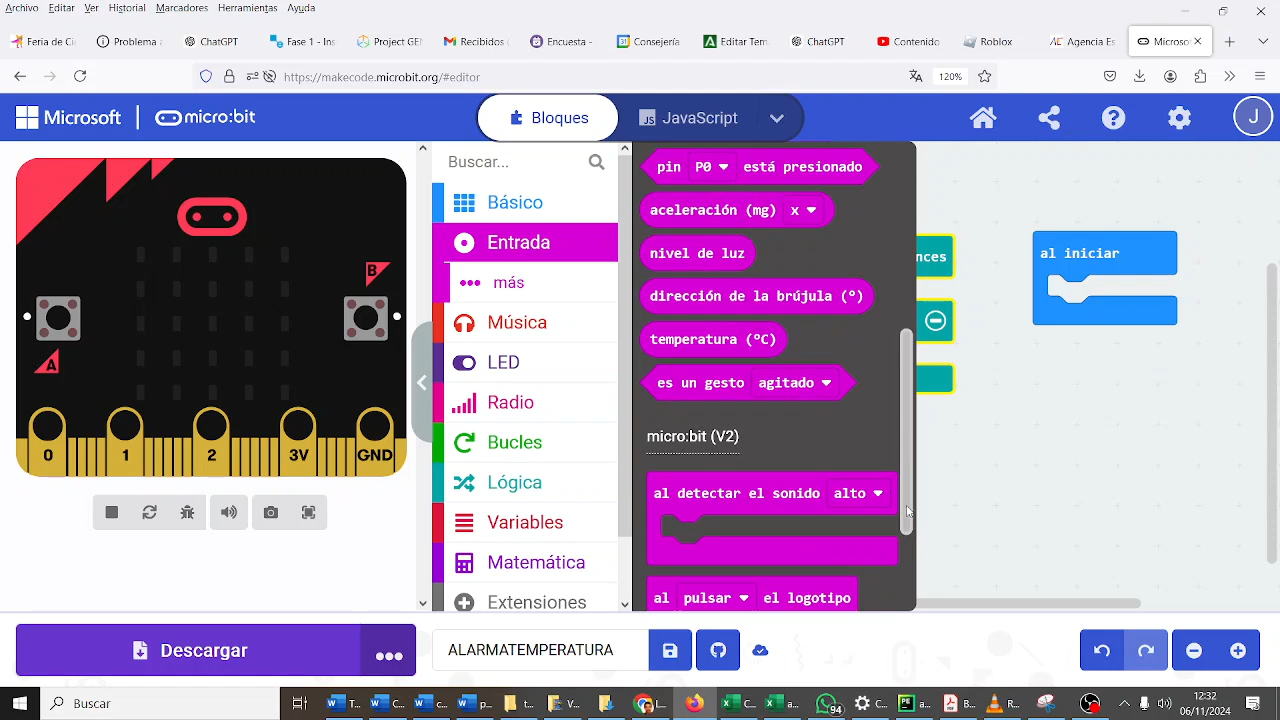 Archivo Editar Ver Historial Marcadores Herramientas Ayuda
Feria de Ci
Problema
ChatGPT
Fase 1 - Ins
Project GEN
Recibidos (
Encuesta -
Consejería
Editar Tem
ChatGPT
Contenido
Roblox
Agencia Es
Microsof
https://makecode.microbit.org/#editor
120%
Microsoft
micro:bit
Bloques
JavaScript
J
Buscar...
Básico
Entrada
más
Música
LED
Radio
Bucles
Lógica
Variables
Matemática
Extensiones
pin P0 está presionado
aceleración (mg) x
nivel de luz
dirección de la brújula (°)
temperatura (°C)
es un gesto agitado
micro:bit (V2)
al detectar el sonido alto
al pulsar el logotipo
nces
al iniciar
B
A
0 1 2 3V GND
Descargar
ALARMATEMPERATURA
Buscar
T...
T...
T...
p...
V...
T...
L...
C...
C...
94
C...
12:32
06/11/2024